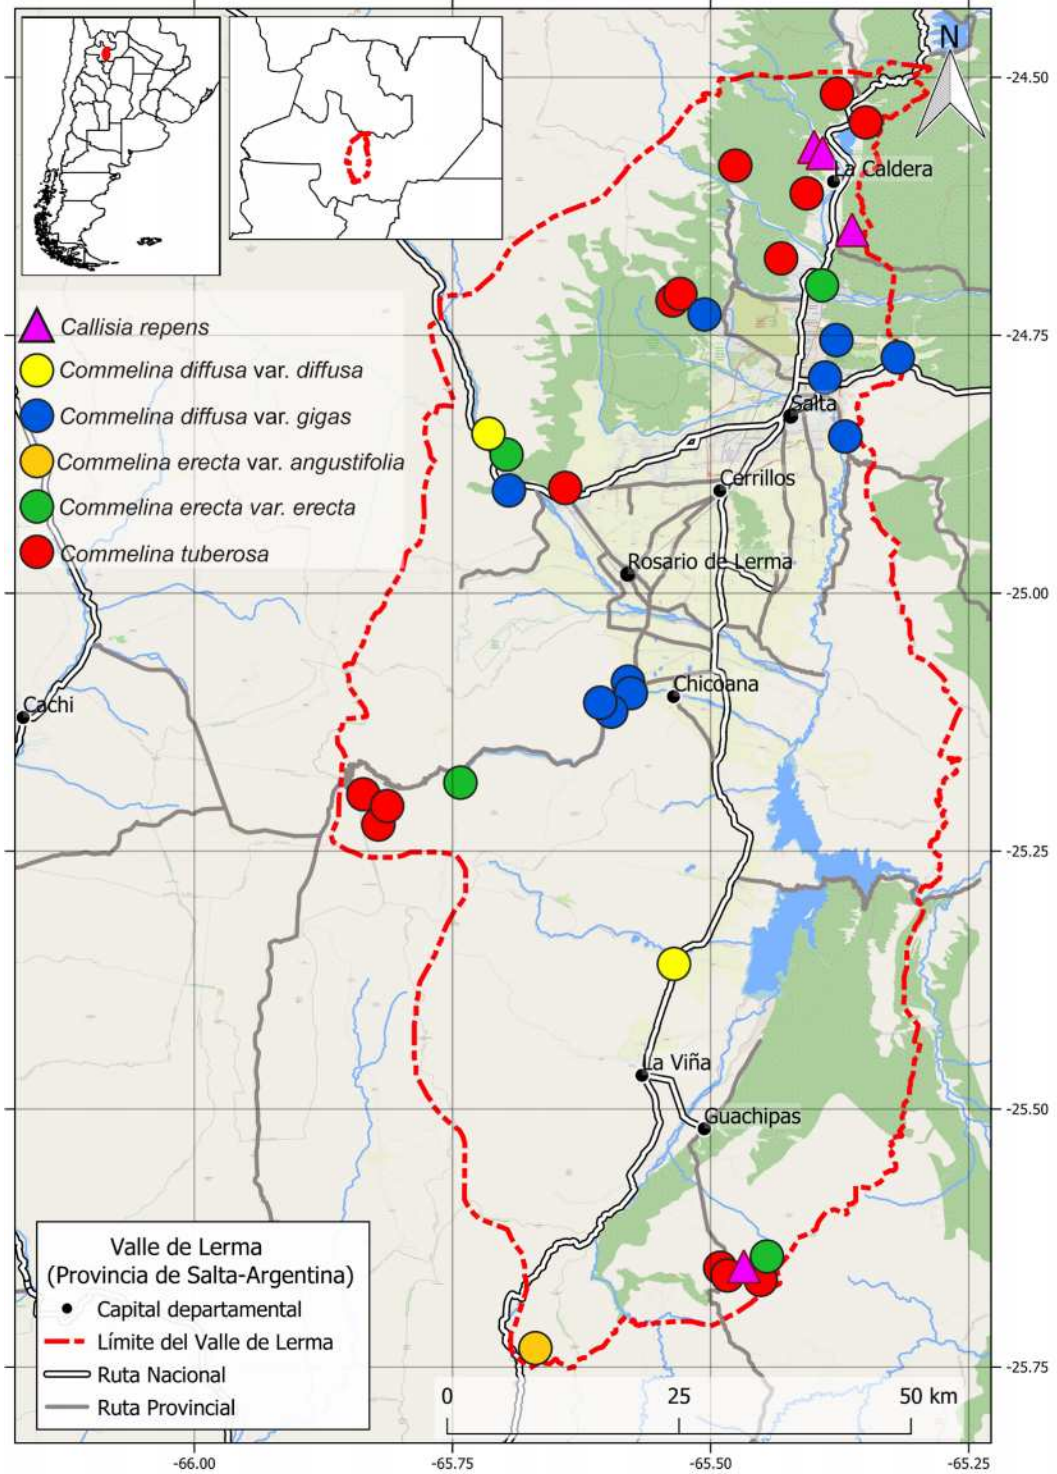 N
-24.50
La Caldera
Callisia repens
Commelina diffusa var. diffusa
-24.75
Commelina diffusa var. gigas
Salta
Commelina erecta var. angustifolia
Cerrillos
Commelina erecta var. erecta
Commelina tuberosa
Rosario de Lerma
-25.00
Chicoana
Cachi
-25.25
La Viña
-25.50
Guachipas
Valle de Lerma
(Provincia de Salta-Argentina)
Capital departamental
Límite del Valle de Lerma
Ruta Nacional
Ruta Provincial
-25.75
0 25 50 km
-66.00 -65.75 -65.50 -65.25